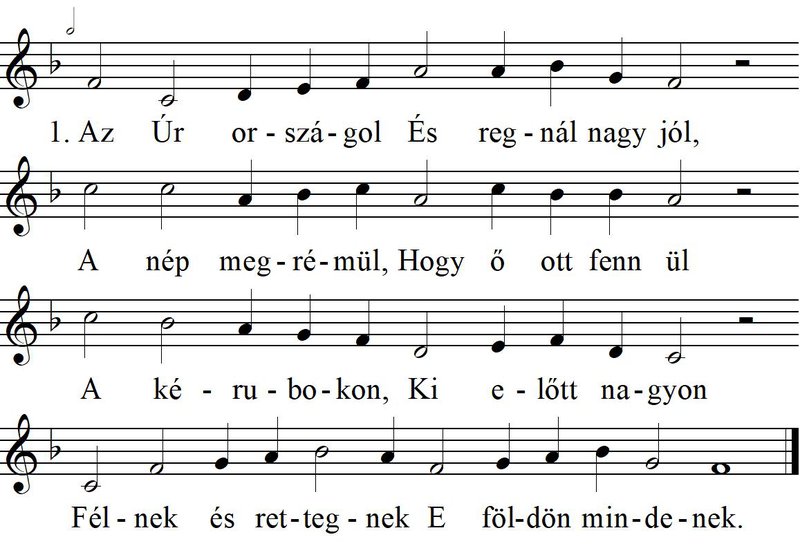 1. Az Úr or - szá - gol És reg - nál nagy jól,
A nép meg - ré - mül, Hogy ő ott fenn ül
A ké - ru - bo - kon, Ki e - lőtt na - gyon
Fél - nek és ret - teg - nek E föl - dön min - de - nek.